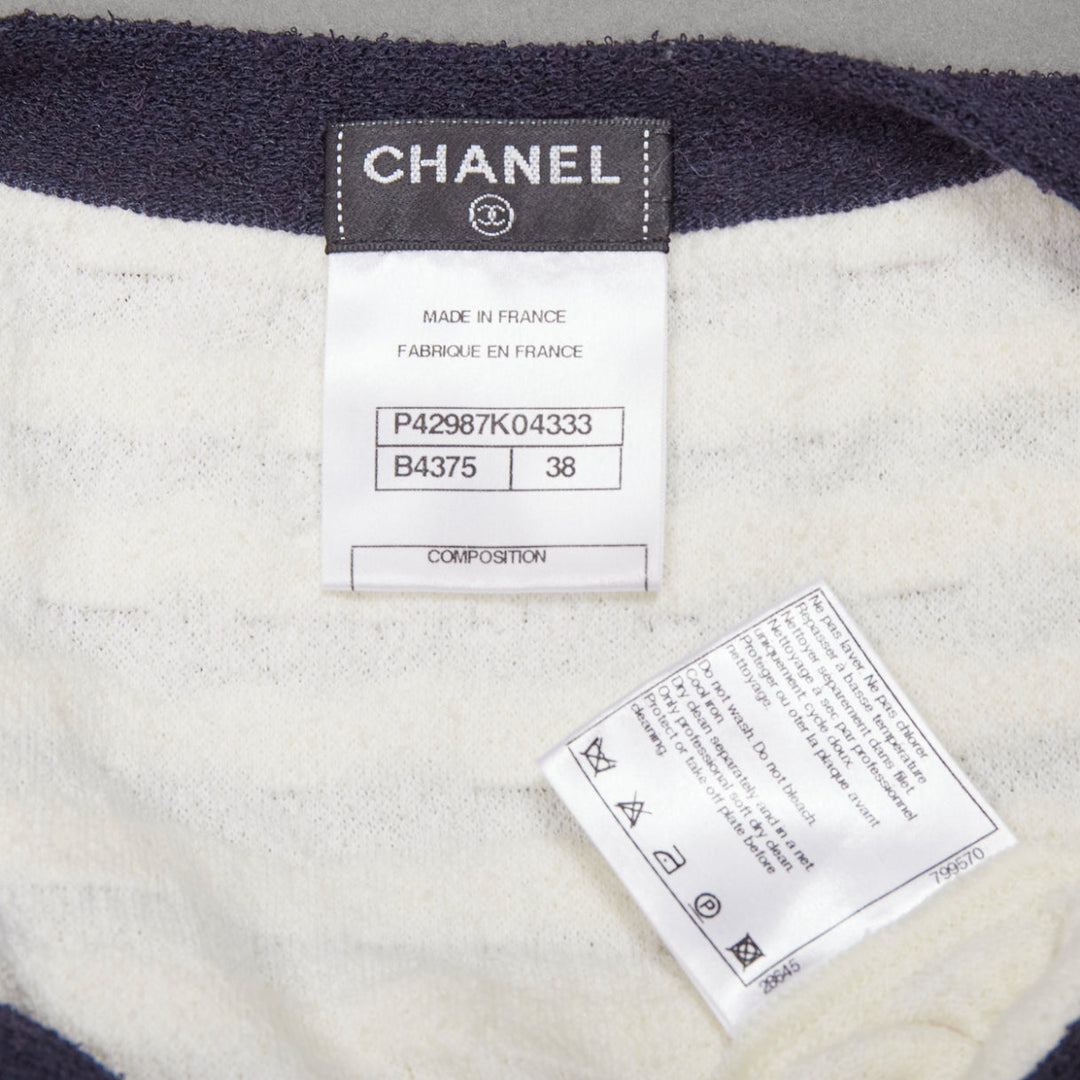 CHANEL
MADE IN FRANCE
FABRIQUE EN FRANCE
P42987K04333
B4375 38
COMPOSITION
Ne pas laver. Ne pas chlorer
Repasser à basse température
Nettoyer séparément dans filet
Nettoyage à sec par professionnel
uniquement, cycle doux.
Protéger ou oter la plaque avant
nettoyage.
Do not wash. Do not bleach.
Cool iron.
Dry clean separately and in a net
Only professional soft dry clean.
Protect or take off plate before
cleaning.
P
799570
28645